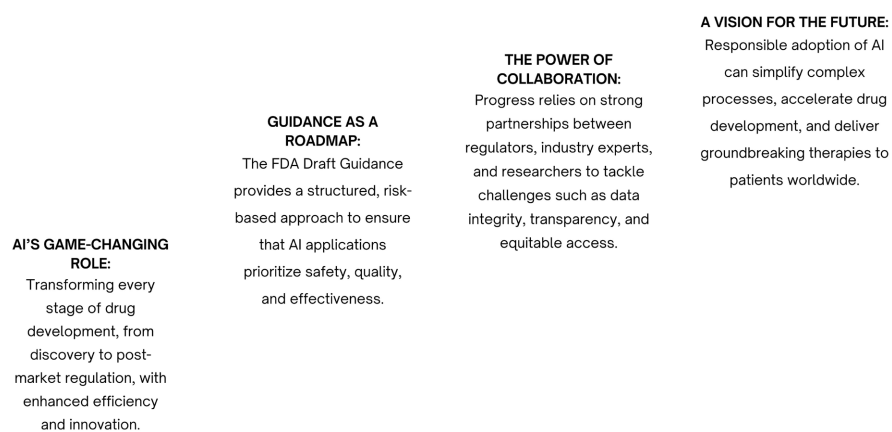 AI'S GAME-CHANGING
ROLE:
Transforming every
stage of drug
development, from
discovery to post-
market regulation, with
enhanced efficiency
and innovation.
GUIDANCE AS A
ROADMAP:
The FDA Draft Guidance
provides a structured, risk-
based approach to ensure
that AI applications
prioritize safety, quality,
and effectiveness.
THE POWER OF
COLLABORATION:
Progress relies on strong
partnerships between
regulators, industry experts,
and researchers to tackle
challenges such as data
integrity, transparency, and
equitable access.
A VISION FOR THE FUTURE:
Responsible adoption of AI
can simplify complex
processes, accelerate drug
development, and deliver
groundbreaking therapies to
patients worldwide.